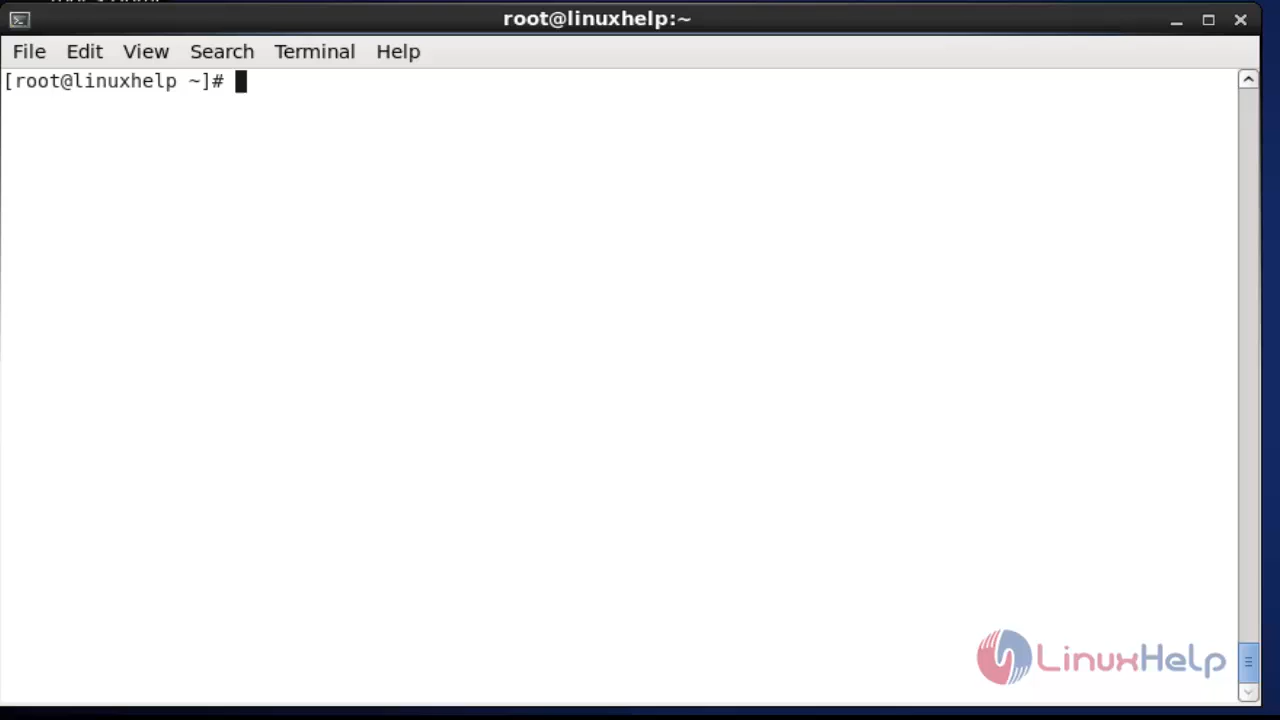 root@linuxhelp:~
File Edit View Search Terminal Help
[root@linuxhelp ~]#
LinuxHelp